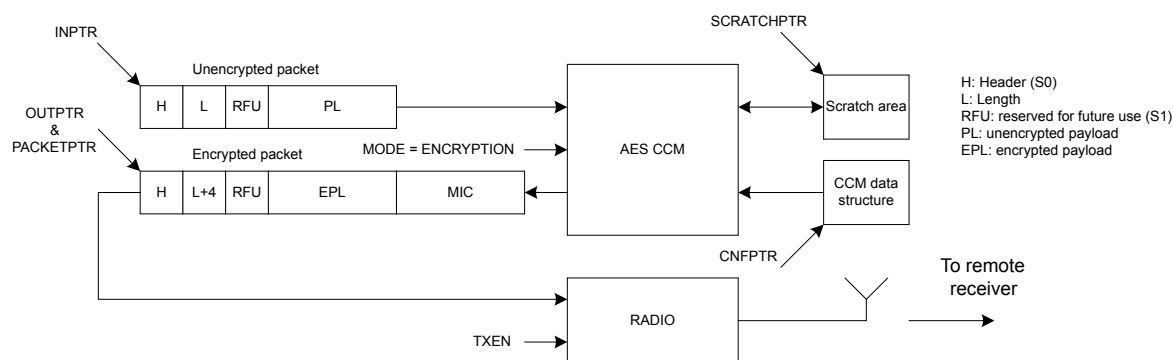 SCRATCHPTR
INPTR
Unencrypted packet
H L RFU PL
OUTPTR
&
PACKETPTR
MODE = ENCRYPTION
Encrypted packet
H L+4 RFU EPL MIC
AES CCM
Scratch area
CCM data
structure
CNFPTR
H: Header (S0)
L: Length
RFU: reserved for future use (S1)
PL: unencrypted payload
EPL: encrypted payload
RADIO
TXEN
To remote
receiver